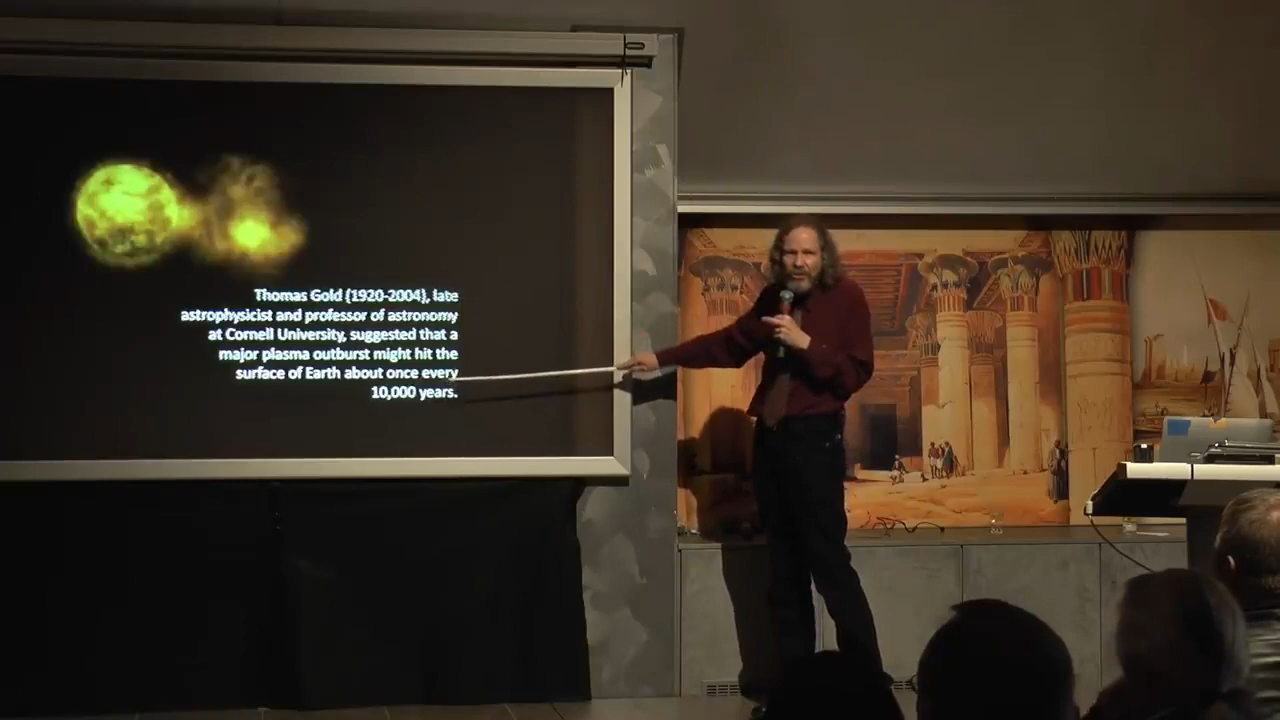 Thomas Gold (1920-2004), late
astrophysicist and professor of astronomy
at Cornell University, suggested that a
major plasma outburst might hit the
surface of Earth about once every
10,000 years.